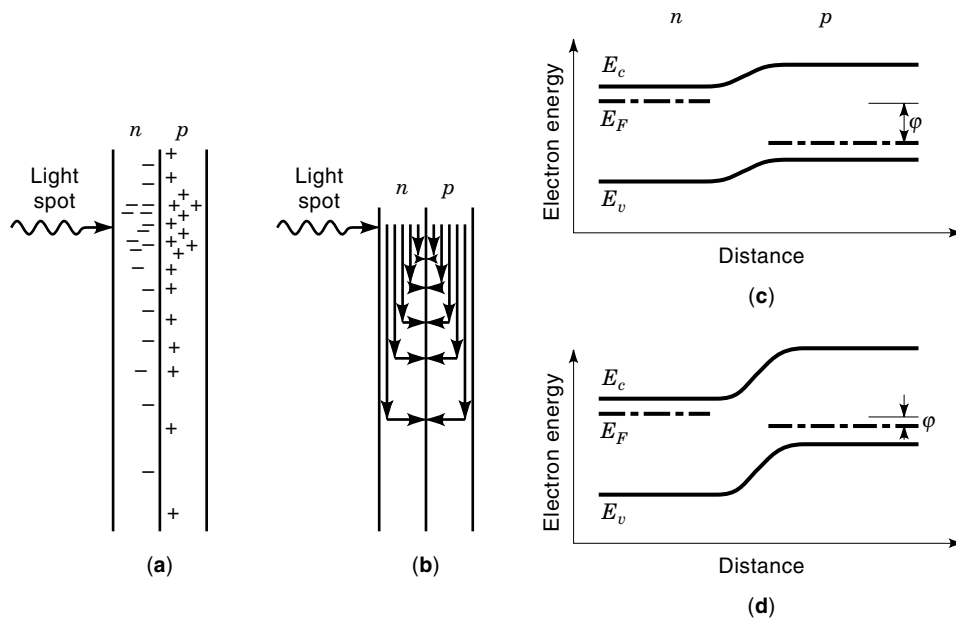 n p
Light
spot
(a)
Light
spot
n p
(b)
n p
Electron energy
E_c
E_F
φ
E_v
Distance
(c)
Electron energy
E_c
E_F
φ
E_v
Distance
(d)